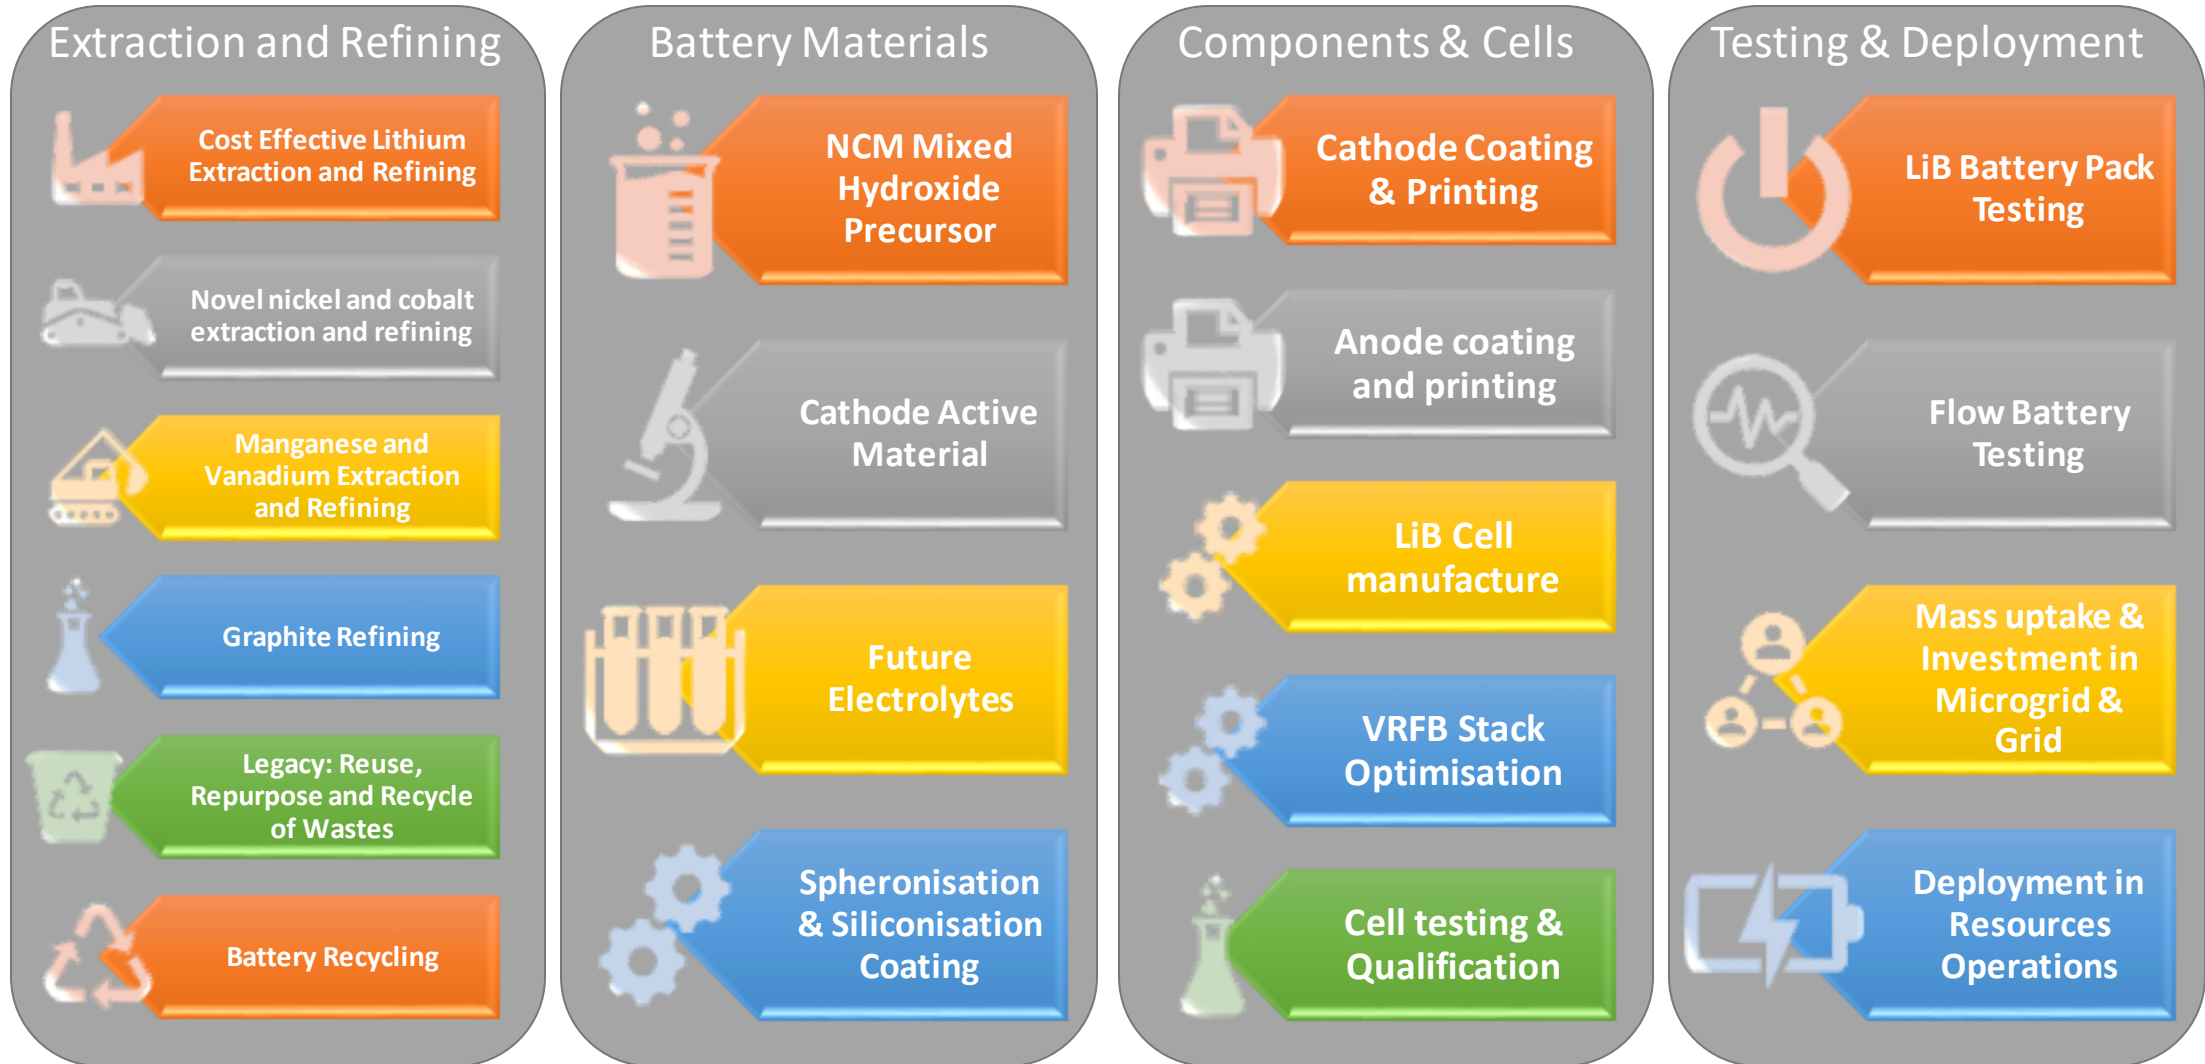 Extraction and Refining
Cost Effective Lithium
Extraction and Refining
Novel nickel and cobalt
extraction and refining
Manganese and
Vanadium Extraction
and Refining
Graphite Refining
Legacy: Reuse,
Repurpose and Recycle
of Wastes
Battery Recycling
Battery Materials
NCM Mixed
Hydroxide
Precursor
Cathode Active
Material
Future
Electrolytes
Spheronisation
& Siliconisation
Coating
Components & Cells
Cathode Coating
& Printing
Anode coating
and printing
LiB Cell
manufacture
VRFB Stack
Optimisation
Cell testing &
Qualification
Testing & Deployment
LiB Battery Pack
Testing
Flow Battery
Testing
Mass uptake &
Investment in
Microgrid &
Grid
Deployment in
Resources
Operations